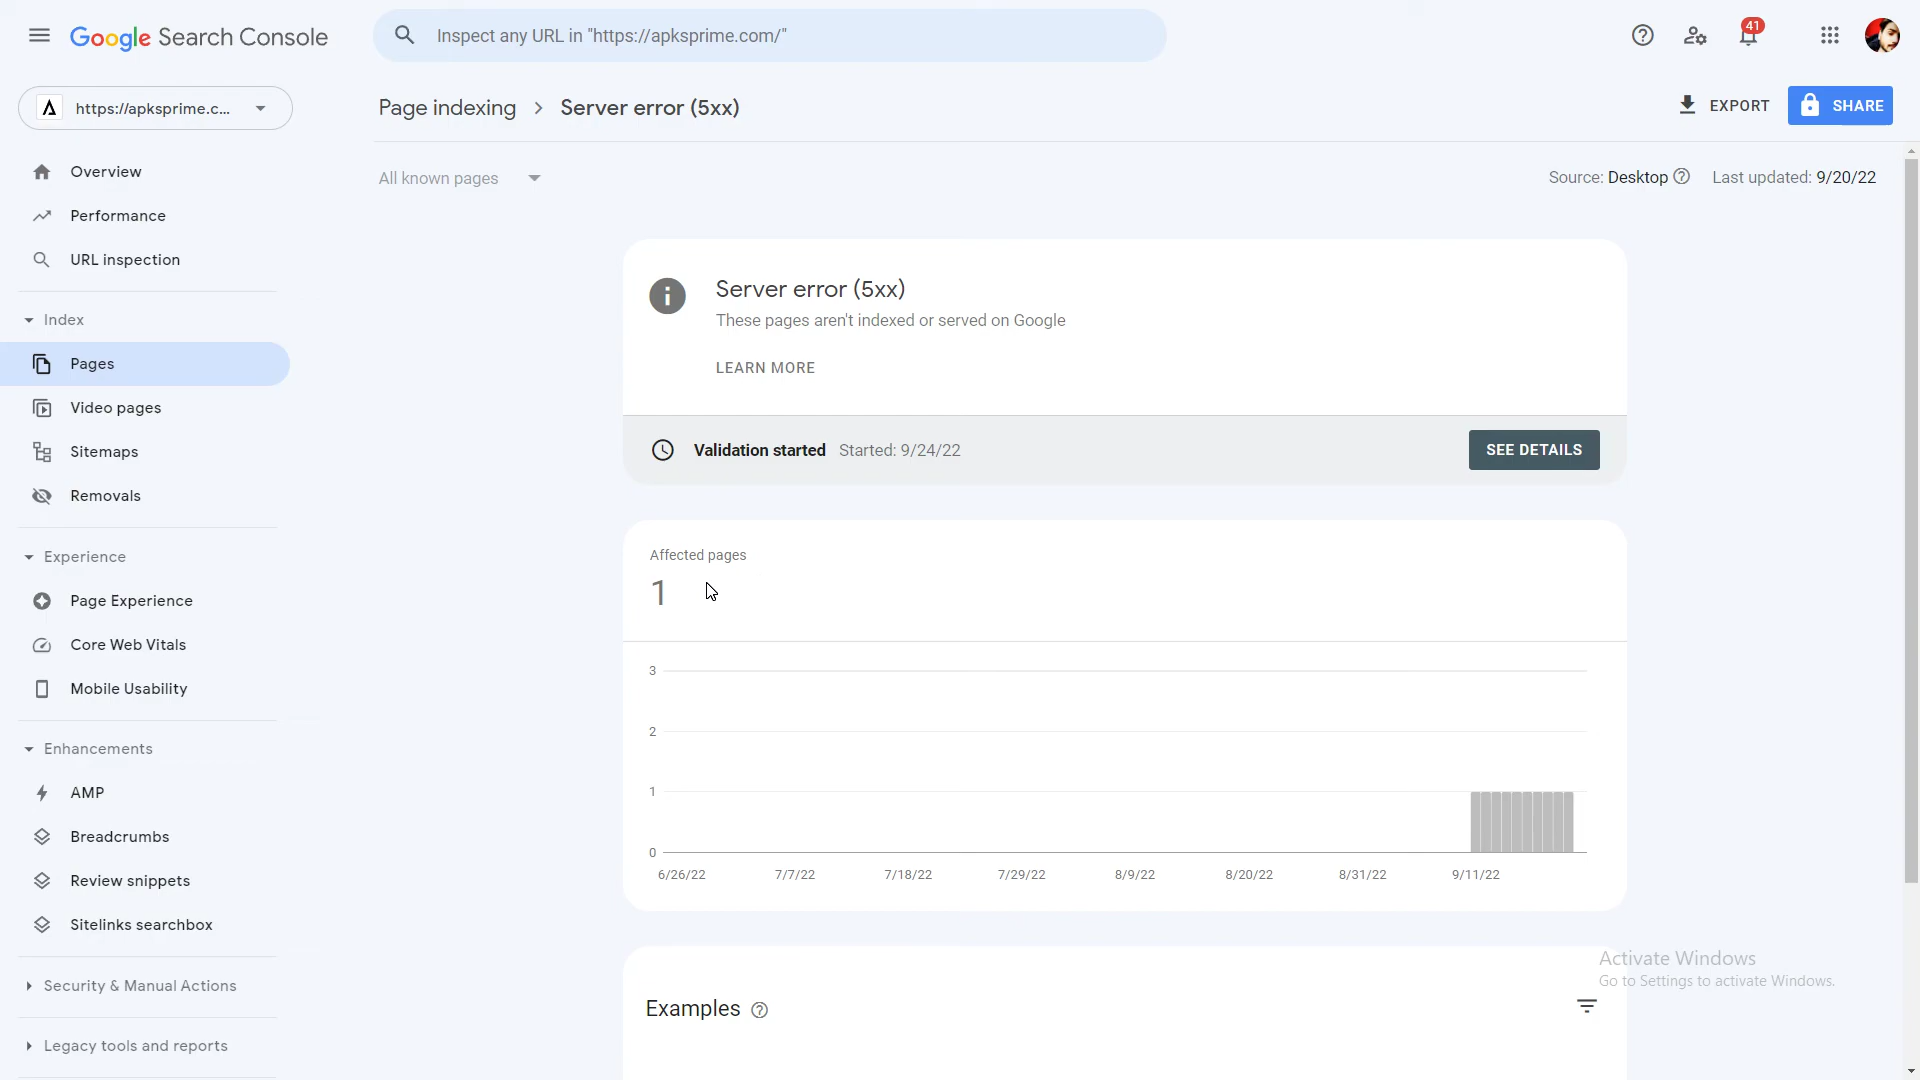 Google Search Console
Inspect any URL in "https://apksprime.com/"
41
https://apksprime.c...
Page indexing > Server error (5xx)
EXPORT
SHARE
All known pages
Source: Desktop
Last updated: 9/20/22
Overview
Performance
URL inspection
Index
Pages
Video pages
Sitemaps
Removals
Experience
Page Experience
Core Web Vitals
Mobile Usability
Enhancements
AMP
Breadcrumbs
Review snippets
Sitelinks searchbox
Security & Manual Actions
Legacy tools and reports
Server error (5xx)
These pages aren't indexed or served on Google
LEARN MORE
Validation started Started: 9/24/22
SEE DETAILS
Affected pages
1
3
2
1
0
6/26/22 7/7/22 7/18/22 7/29/22 8/9/22 8/20/22 8/31/22 9/11/22
Examples
Activate Windows
Go to Settings to activate Windows.